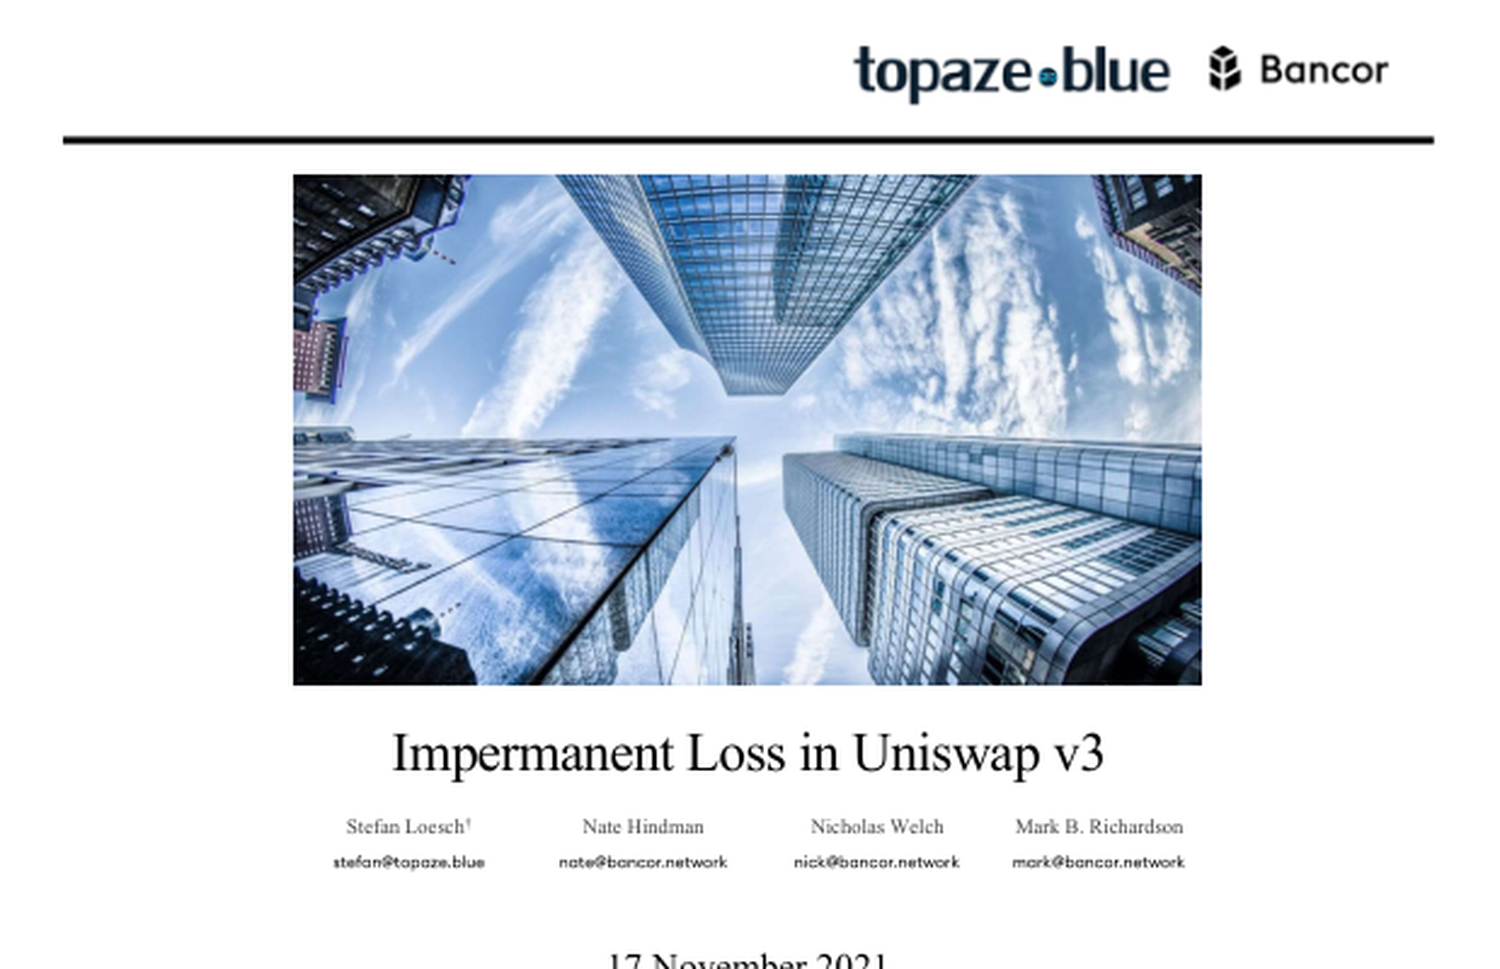 topaze.blue Bancor
Impermanent Loss in Uniswap v3
Stefan Loesch† Nate Hindman Nicholas Welch Mark B. Richardson
stefan@topaze.blue nate@bancor.network nick@bancor.network mark@bancor.network
17 November 2021